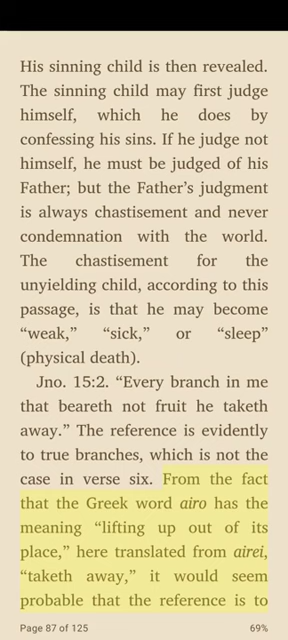 His sinning child is then revealed.
The sinning child may first judge
himself, which he does by
confessing his sins. If he judge not
himself, he must be judged of his
Father; but the Father’s judgment
is always chastisement and never
condemnation with the world.
The chastisement for the
unyielding child, according to this
passage, is that he may become
“weak,” “sick,” or “sleep”
(physical death).
Jno. 15:2. “Every branch in me
that beareth not fruit he taketh
away.” The reference is evidently
to true branches, which is not the
case in verse six. From the fact
that the Greek word airo has the
meaning “lifting up out of its
place,” here translated from airei,
“taketh away,” it would seem
probable that the reference is to
Page 87 of 125 69%